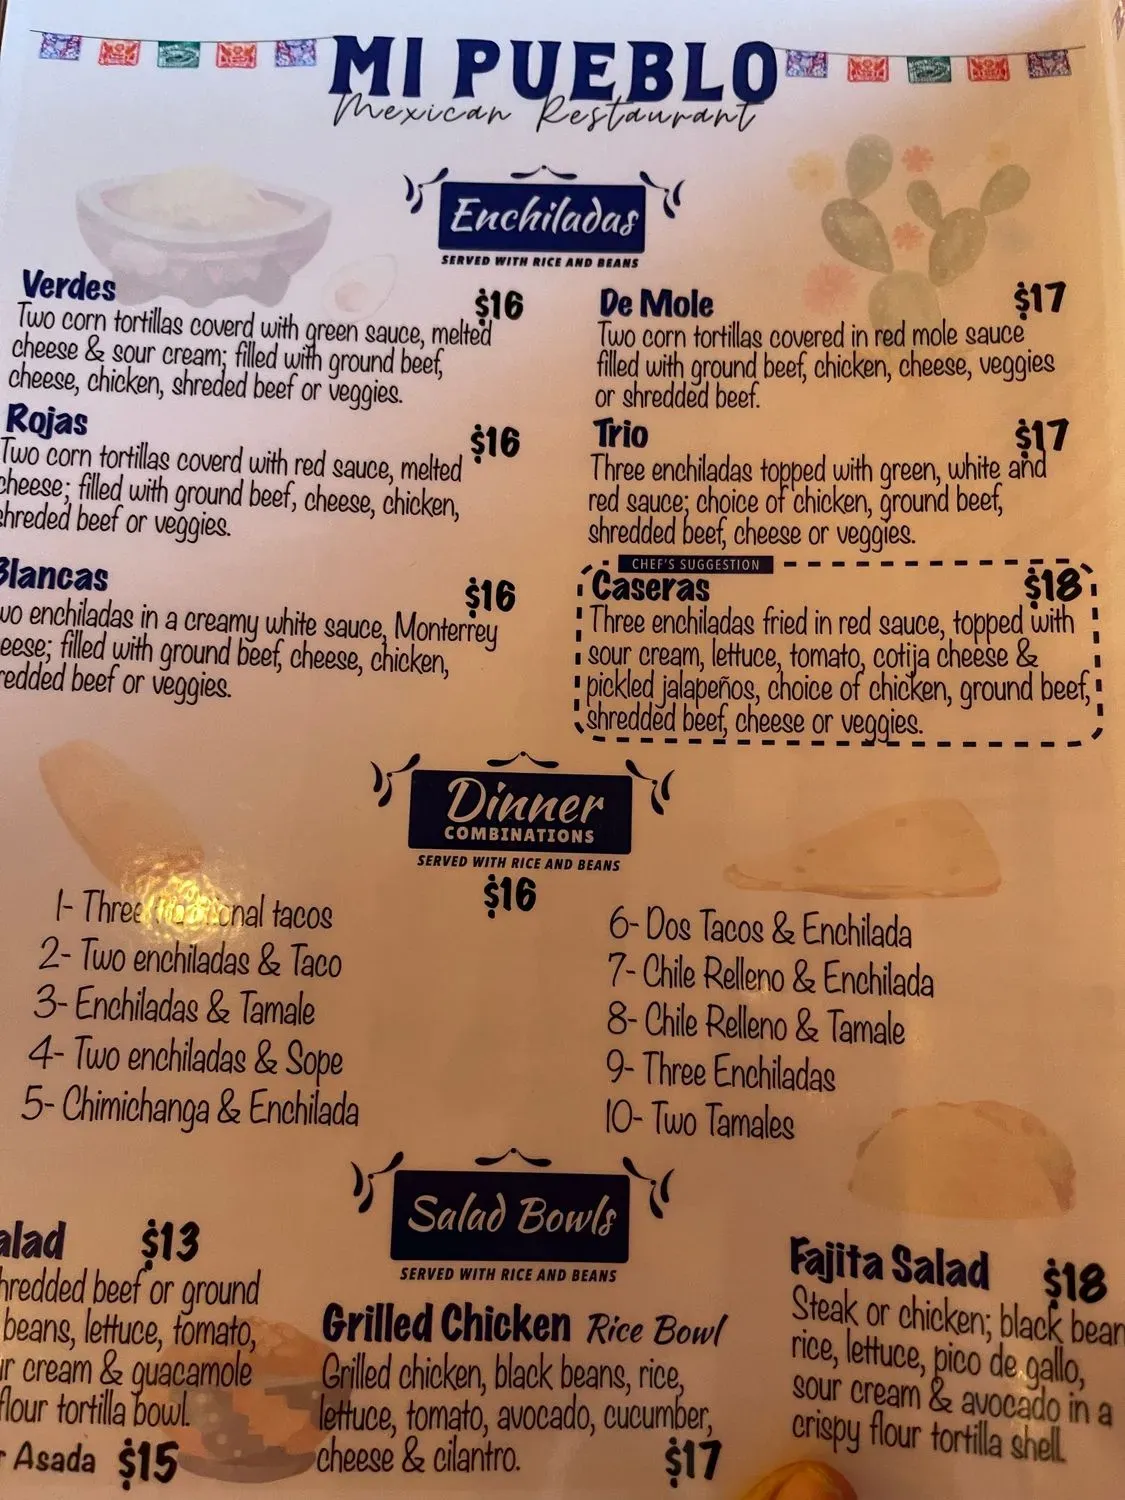 MI PUEBLO
Mexican Restaurant
Enchiladas
SERVED WITH RICE AND BEANS
Verdes
$16
Two corn tortillas coverd with green sauce, melted
cheese & sour cream; filled with ground beef,
cheese, chicken, shreded beef or veggies.
Rojas
$16
Two corn tortillas coverd with red sauce, melted
cheese; filled with ground beef, cheese, chicken,
shreded beef or veggies.
Blancas
$16
wo enchiladas in a creamy white sauce, Monterrey
eese; filled with ground beef, cheese, chicken,
redded beef or veggies.
De Mole
$17
Two corn tortillas covered in red mole sauce
filled with ground beef, chicken, cheese, veggies
or shredded beef.
Trio
$17
Three enchiladas topped with green, white and
red sauce; choice of chicken, ground beef,
shredded beef, cheese or veggies.
CHEF'S SUGGESTION
Caseras
$18
Three enchiladas fried in red sauce, topped with
sour cream, lettuce, tomato, cotija cheese &
pickled jalapeños, choice of chicken, ground beef,
shredded beef, cheese or veggies.
Dinner
COMBINATIONS
SERVED WITH RICE AND BEANS
$16
1- Three tacos
2- Two enchiladas & Taco
3- Enchiladas & Tamale
4- Two enchiladas & Sope
5- Chimichanga & Enchilada
6- Dos Tacos & Enchilada
7- Chile Relleno & Enchilada
8- Chile Relleno & Tamale
9- Three Enchiladas
10- Two Tamales
Salad Bowls
SERVED WITH RICE AND BEANS
alad $13
hredded beef or ground
beans, lettuce, tomato,
ur cream & guacamole
flour tortilla bowl.
r Asada $15
Grilled Chicken Rice Bowl
Grilled chicken, black beans, rice,
lettuce, tomato, avocado, cucumber,
cheese & cilantro.
$17
Fajita Salad
$18
Steak or chicken; black bean
rice, lettuce, pico de gallo,
sour cream & avocado in a
crispy flour tortilla shell.